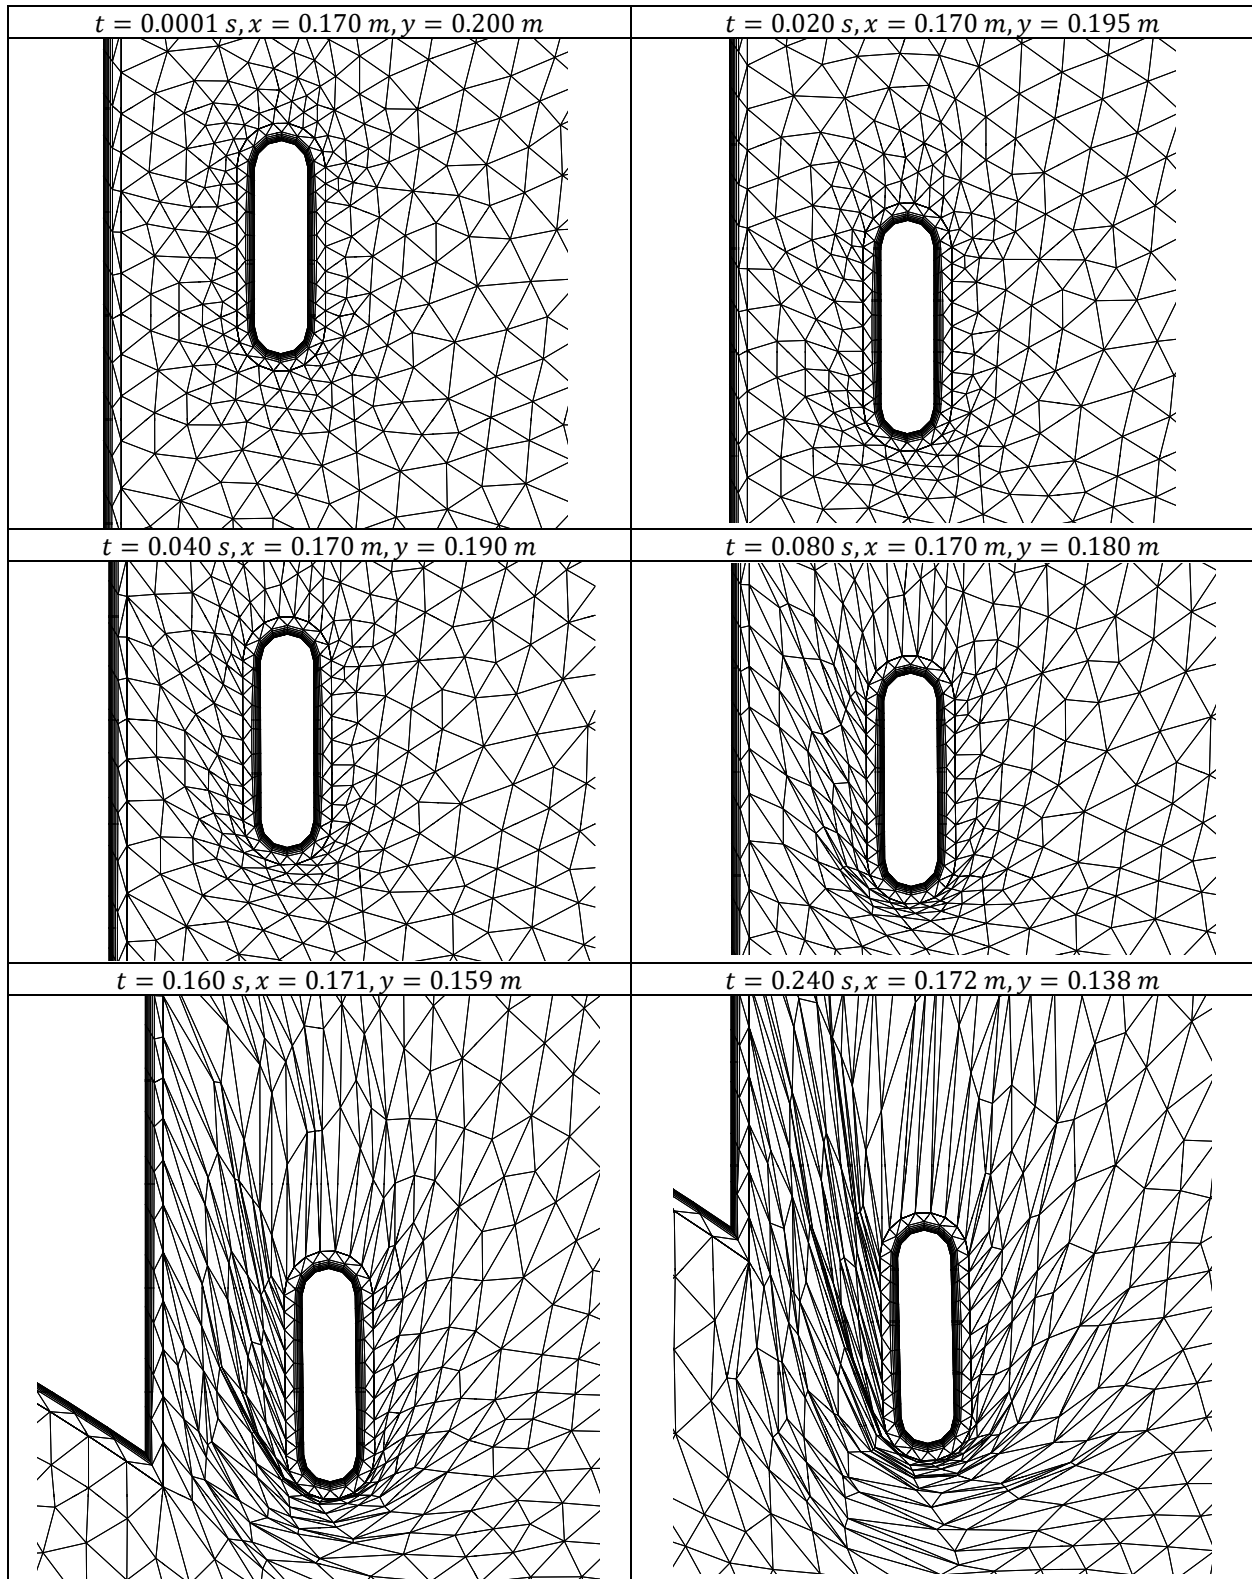 t = 0.0001 s, x = 0.170 m, y = 0.200 m
t = 0.020 s, x = 0.170 m, y = 0.195 m
t = 0.040 s, x = 0.170 m, y = 0.190 m
t = 0.080 s, x = 0.170 m, y = 0.180 m
t = 0.160 s, x = 0.171, y = 0.159 m
t = 0.240 s, x = 0.172 m, y = 0.138 m